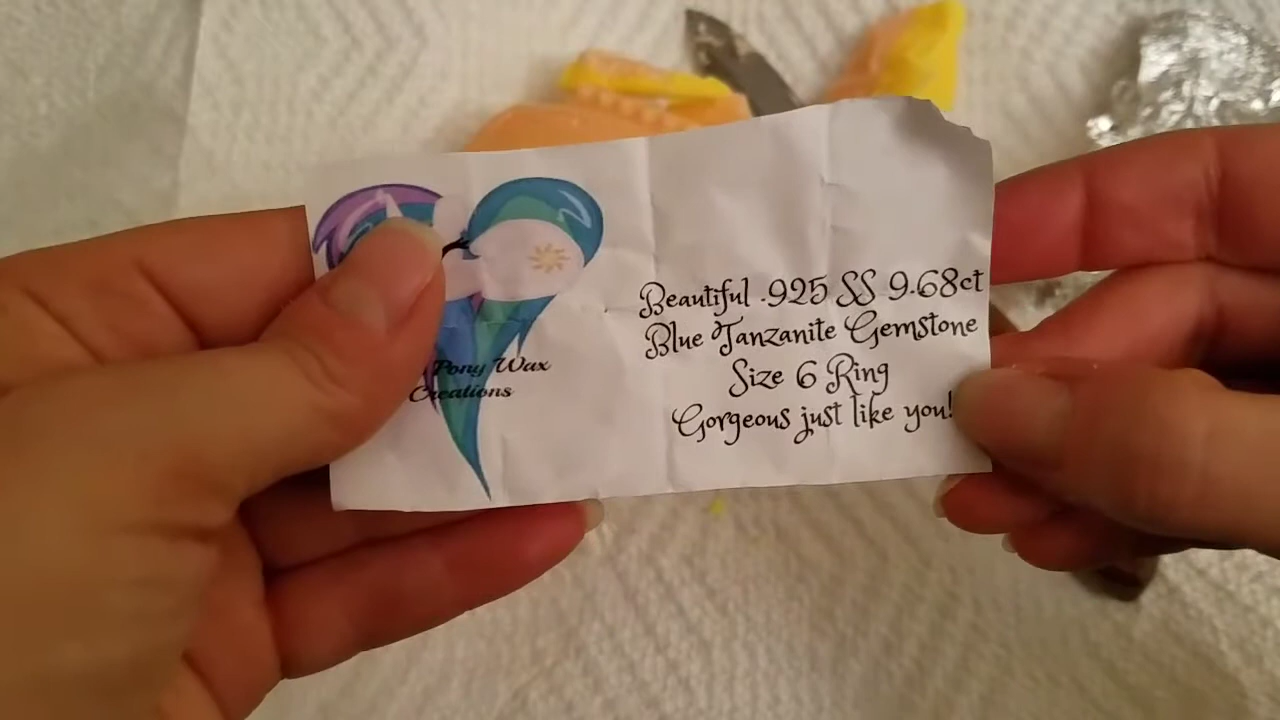 Pony Wax
Creations
Beautiful .925 SS 9.68ct
Blue Tanzanite Gemstone
Size 6 Ring
Gorgeous just like you!